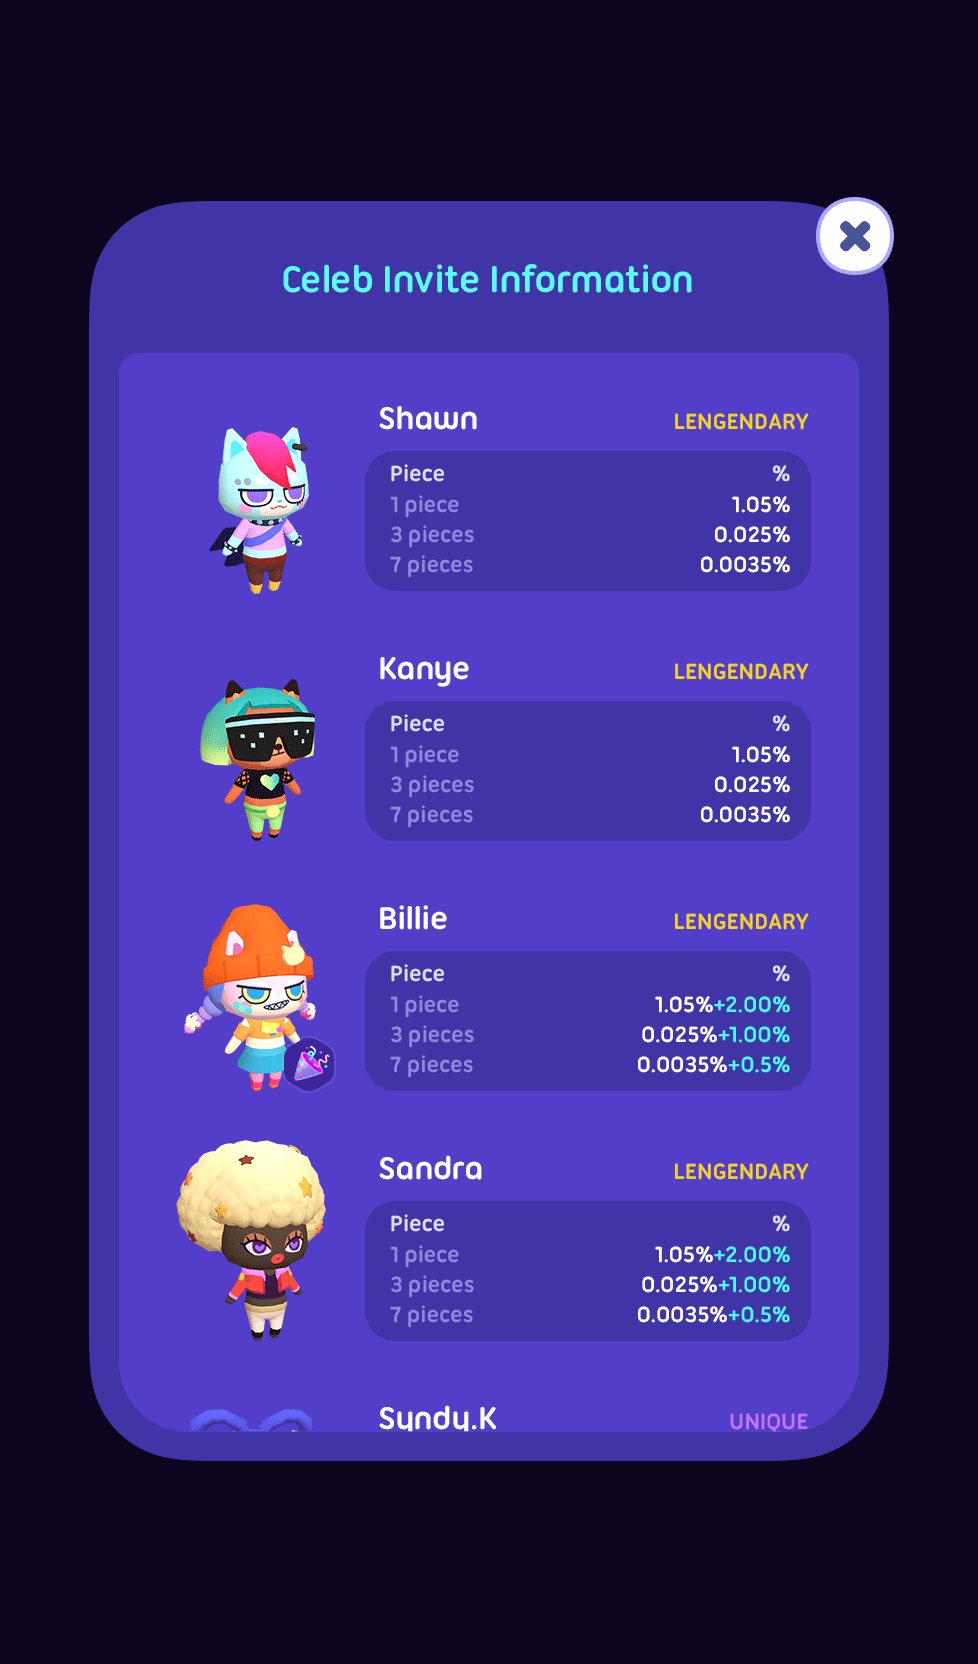 Celeb Invite Information
Shawn LENGENDARY
Piece %
1 piece 1.05%
3 pieces 0.025%
7 pieces 0.0035%
Kanye LENGENDARY
Piece %
1 piece 1.05%
3 pieces 0.025%
7 pieces 0.0035%
Billie LENGENDARY
Piece %
1 piece 1.05%+2.00%
3 pieces 0.025%+1.00%
7 pieces 0.0035%+0.5%
Sandra LENGENDARY
Piece %
1 piece 1.05%+2.00%
3 pieces 0.025%+1.00%
7 pieces 0.0035%+0.5%
Syndy.K UNIQUE